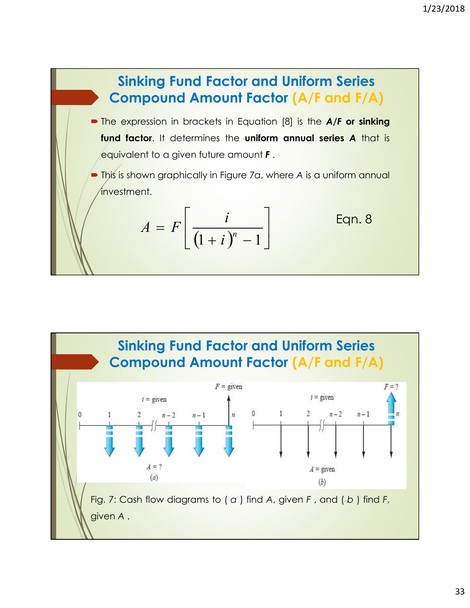 1/23/2018
Sinking Fund Factor and Uniform Series
Compound Amount Factor (A/F and F/A)
The expression in brackets in Equation [8] is the A/F or sinking
fund factor. It determines the uniform annual series A that is
equivalent to a given future amount F .
This is shown graphically in Figure 7a, where A is a uniform annual
investment.
A = F [ i / ((1 + i)^n − 1) ]
Eqn. 8
Sinking Fund Factor and Uniform Series
Compound Amount Factor (A/F and F/A)
F = given
i = given
0 1 2 n−2 n−1 n
A = ?
(a)
F = ?
i = given
0 1 2 n−2 n−1 n
A = given
(b)
Fig. 7: Cash flow diagrams to ( a ) find A, given F , and ( b ) find F,
given A .
33